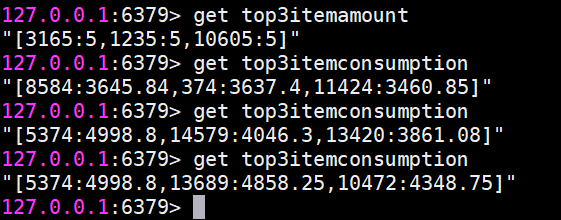 127.0.0.1:6379> get top3itemamount
"[3165:5,1235:5,10605:5]"
127.0.0.1:6379> get top3itemconsumption
"[8584:3645.84,374:3637.4,11424:3460.85]"
127.0.0.1:6379> get top3itemconsumption
"[5374:4998.8,14579:4046.3,13420:3861.08]"
127.0.0.1:6379> get top3itemconsumption
"[5374:4998.8,13689:4858.25,10472:4348.75]"
127.0.0.1:6379>